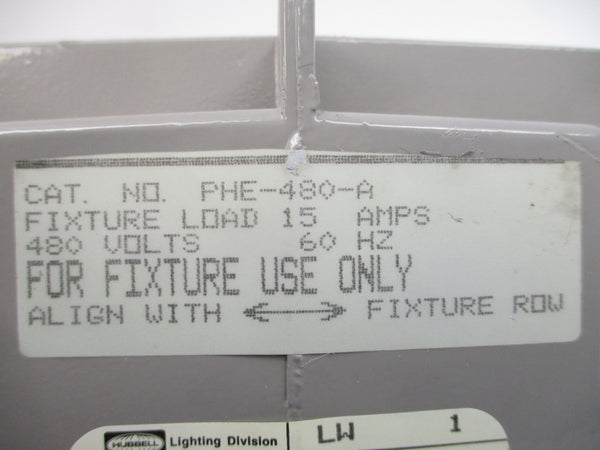 CAT. NO. PHE-480-A
FIXTURE LOAD 15 AMPS
480 VOLTS 60 HZ
FOR FIXTURE USE ONLY
ALIGN WITH FIXTURE ROW
HUBBELL Lighting Division LW 1